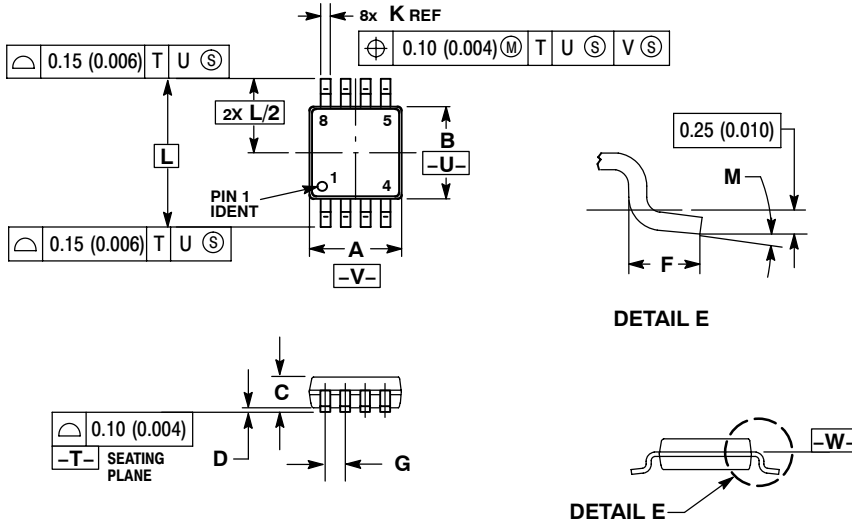 8x K REF
0.15 (0.006) T U Ⓢ
0.10 (0.004) Ⓜ T U Ⓢ V Ⓢ
2X L/2
8 5
B
–U–
L
1 4
PIN 1
IDENT
0.15 (0.006) T U Ⓢ
A
–V–
0.25 (0.010)
M
F
DETAIL E
C
0.10 (0.004)
–T– SEATING
PLANE
D
G
–W–
DETAIL E